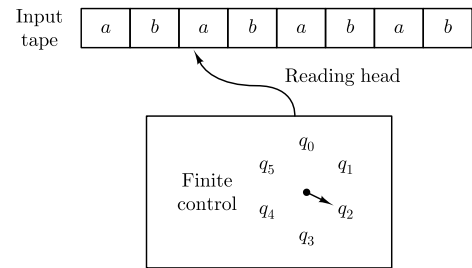 Input
tape
a b a b a b a b
Reading head
Finite
control
q₀
q₅ q₁
q₄ q₂
q₃